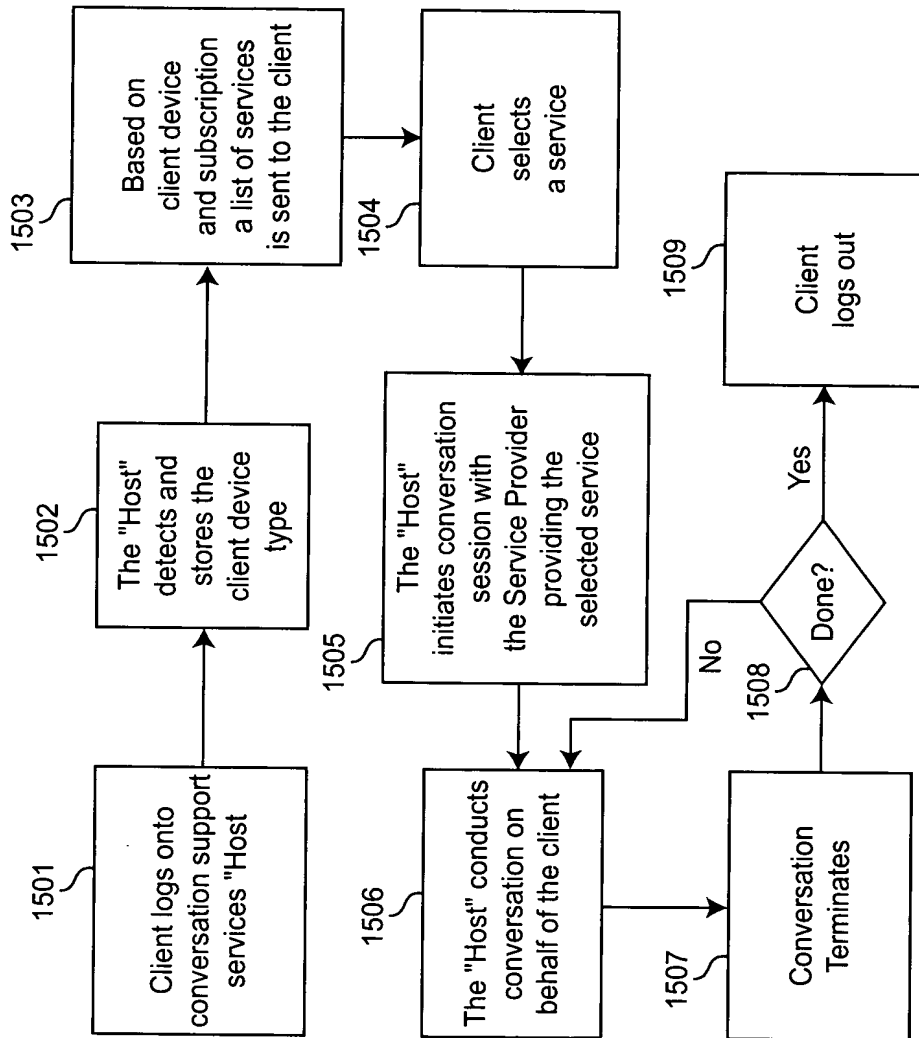 1501
Client logs onto
conversation support
services "Host
1502
The "Host"
detects and
stores the
client device
type
1503
Based on
client device
and subscription
a list of services
is sent to the client
1504
Client
selects
a service
1505
The "Host"
initiates conversation
session with
the Service Provider
providing the
selected service
1506
The "Host" conducts
conversation on
behalf of the client
1507
Conversation
Terminates
1508
Done?
No
Yes
1509
Client
logs out